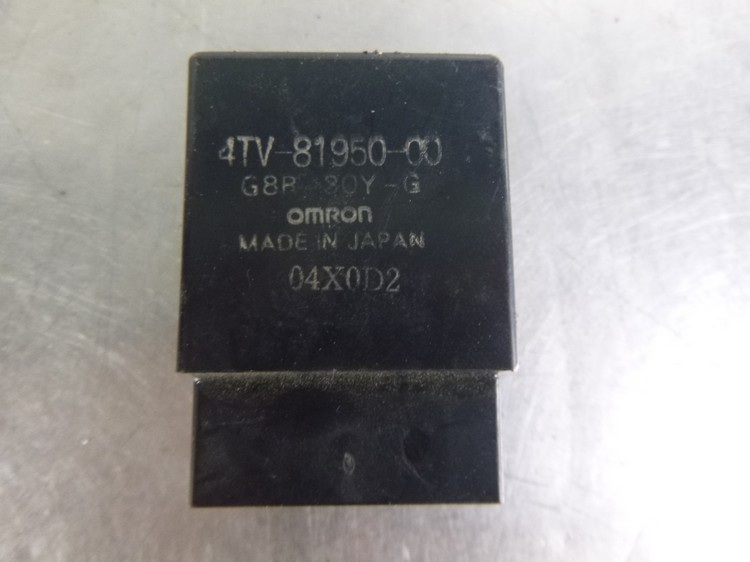 4TV-81950-00
omRon
MADE IN JAPAN
04X0D2